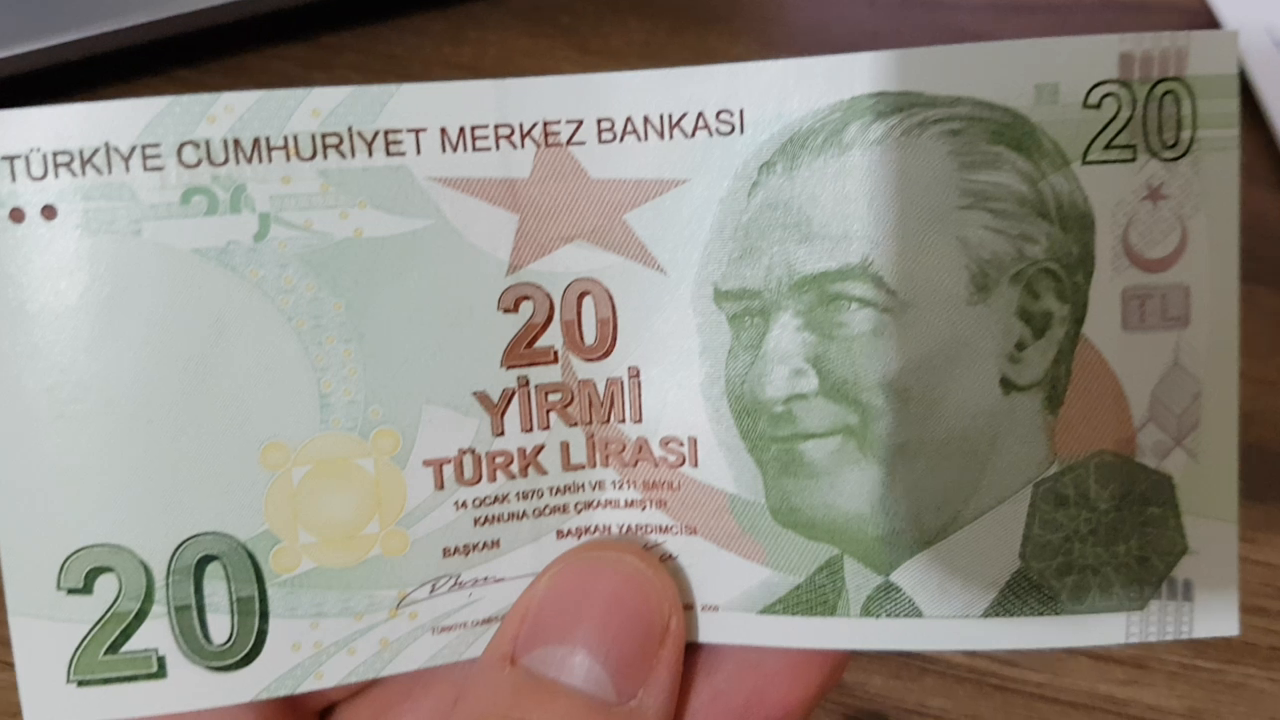 TÜRKİYE CUMHURİYET MERKEZ BANKASI
20
20
TL
20
YİRMİ
TÜRK LİRASI
14 OCAK 1970 TARİH VE 1211 SAYILI
KANUNA GÖRE ÇIKARILMIŞTIR
BAŞKAN BAŞKAN YARDIMCISI
20